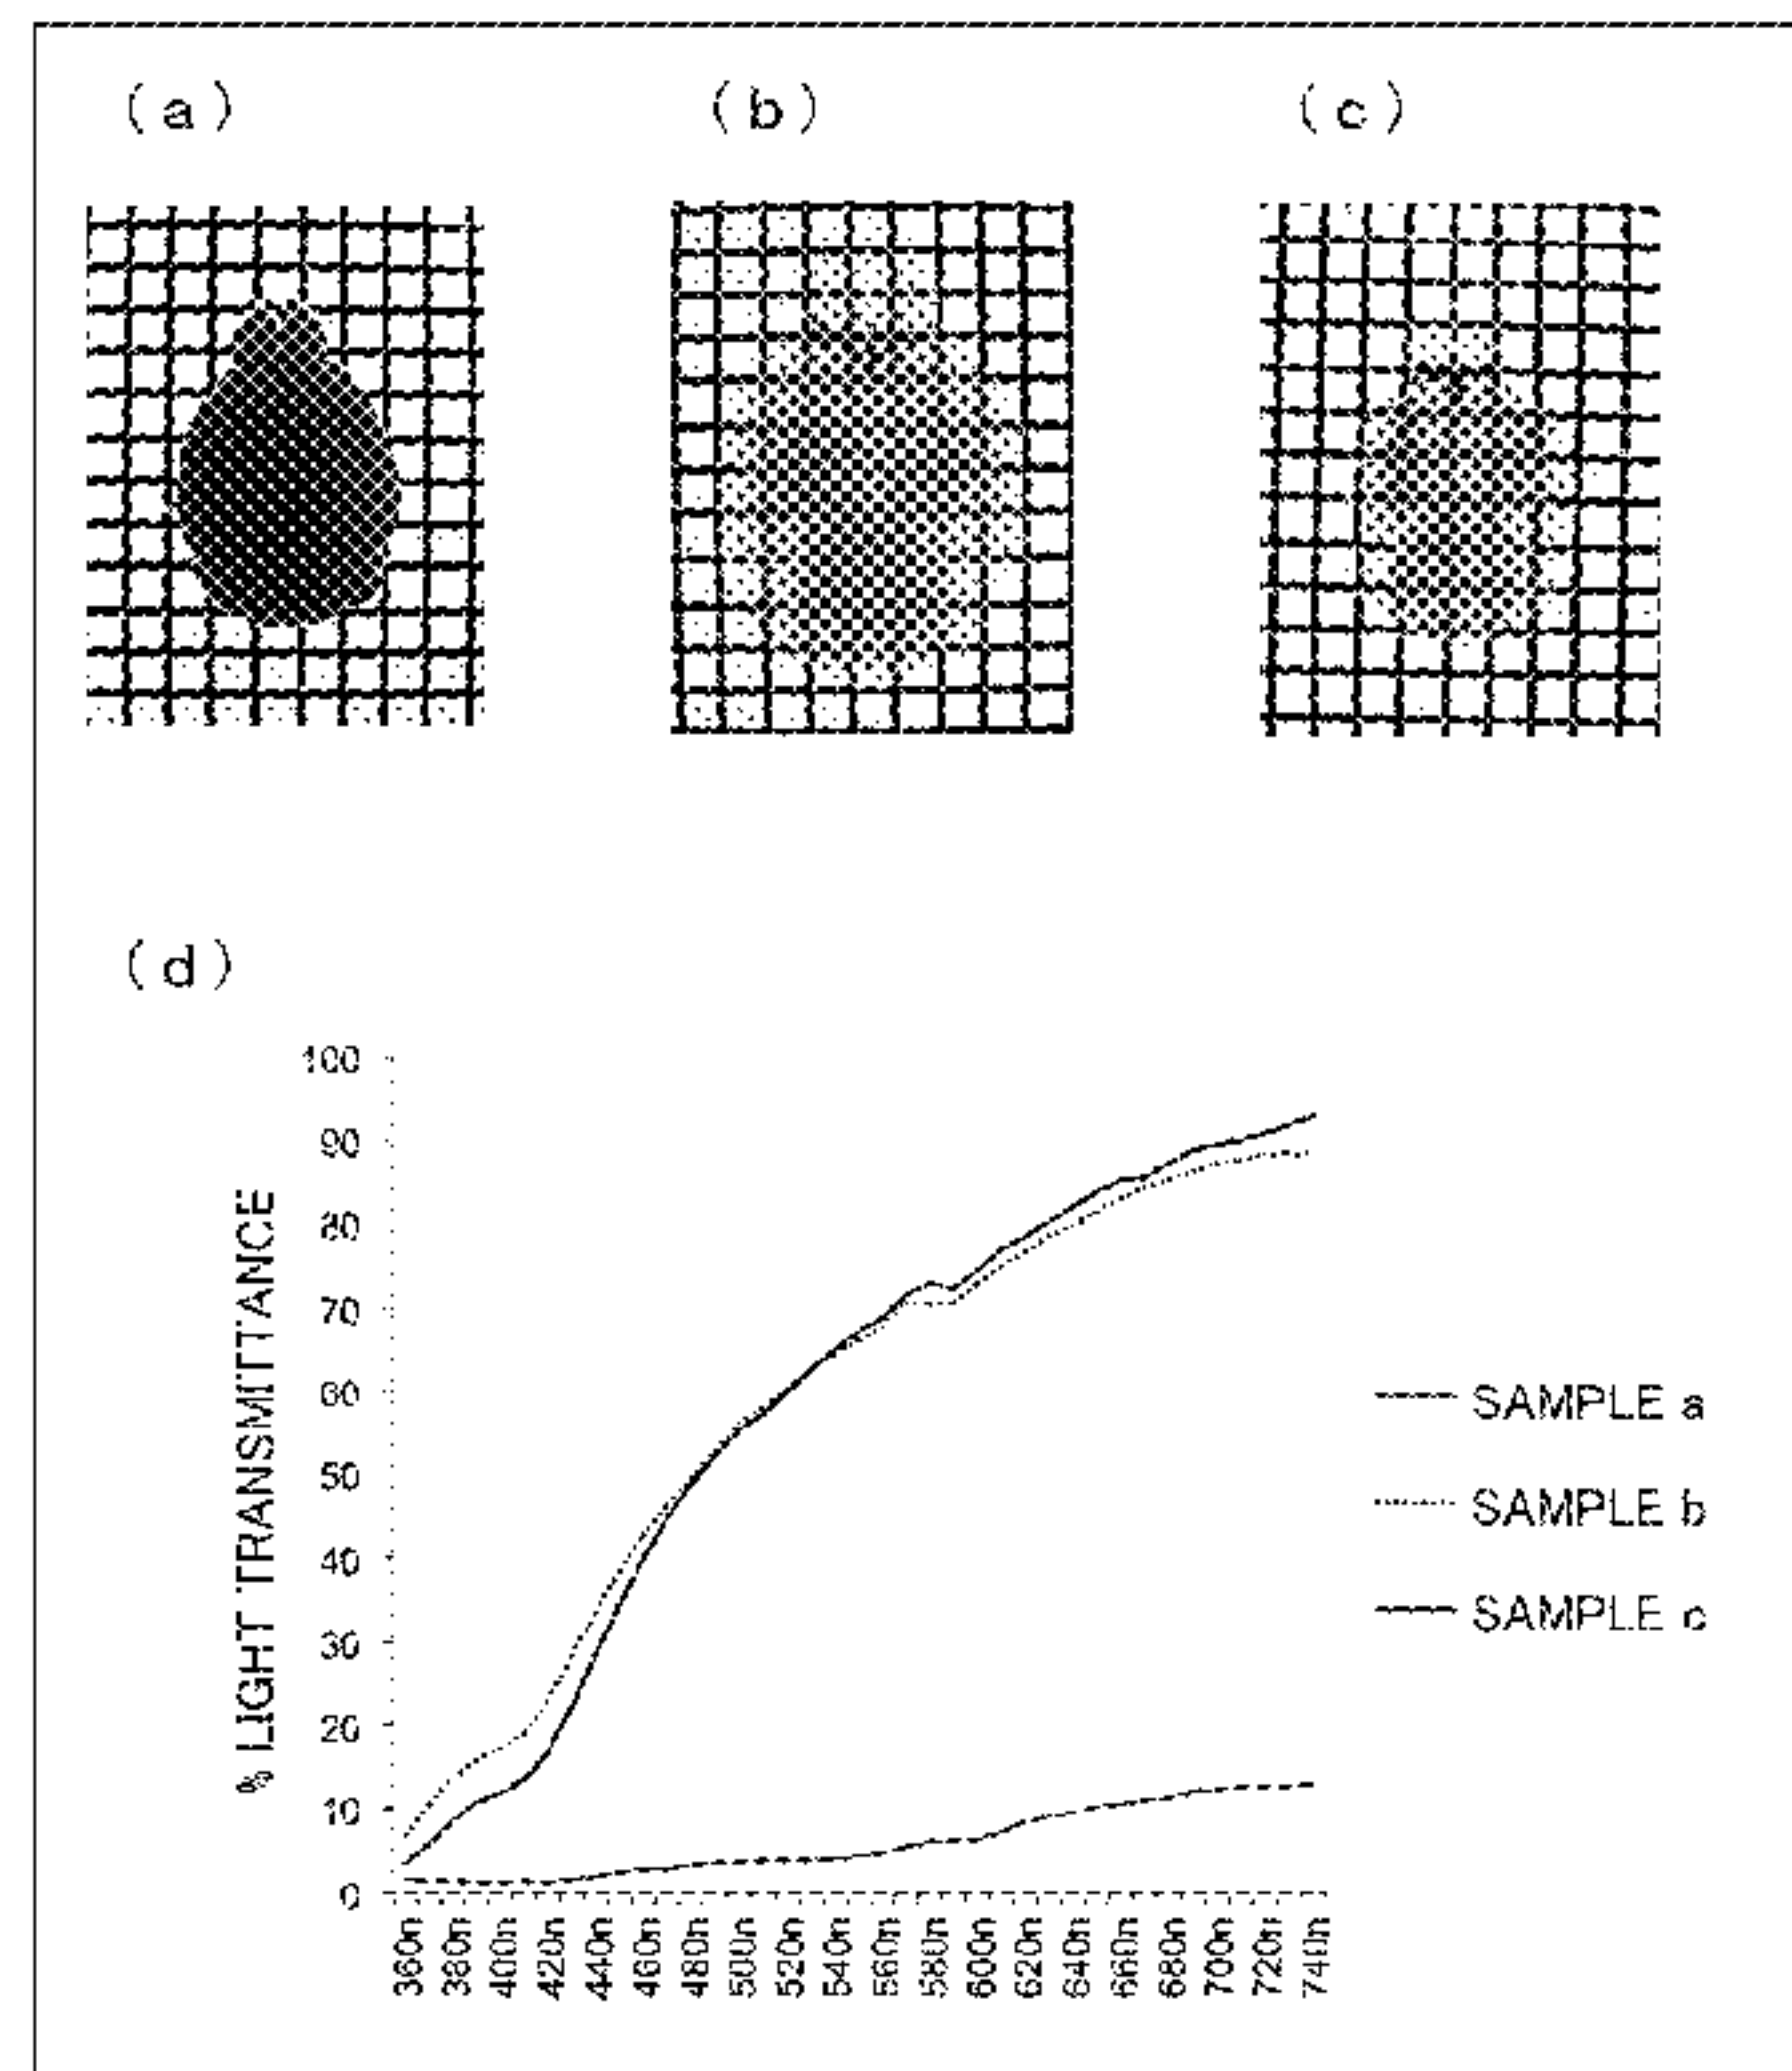 (a)
(b)
(c)
(d)
% LIGHT TRANSMITTANCE
100
90
80
70
60
50
40
30
20
10
0
360n
380n
400n
420n
440n
460n
480n
500n
520n
540n
560n
580n
600n
620n
640n
660n
680n
700n
720n
740n
SAMPLE a
SAMPLE b
SAMPLE c